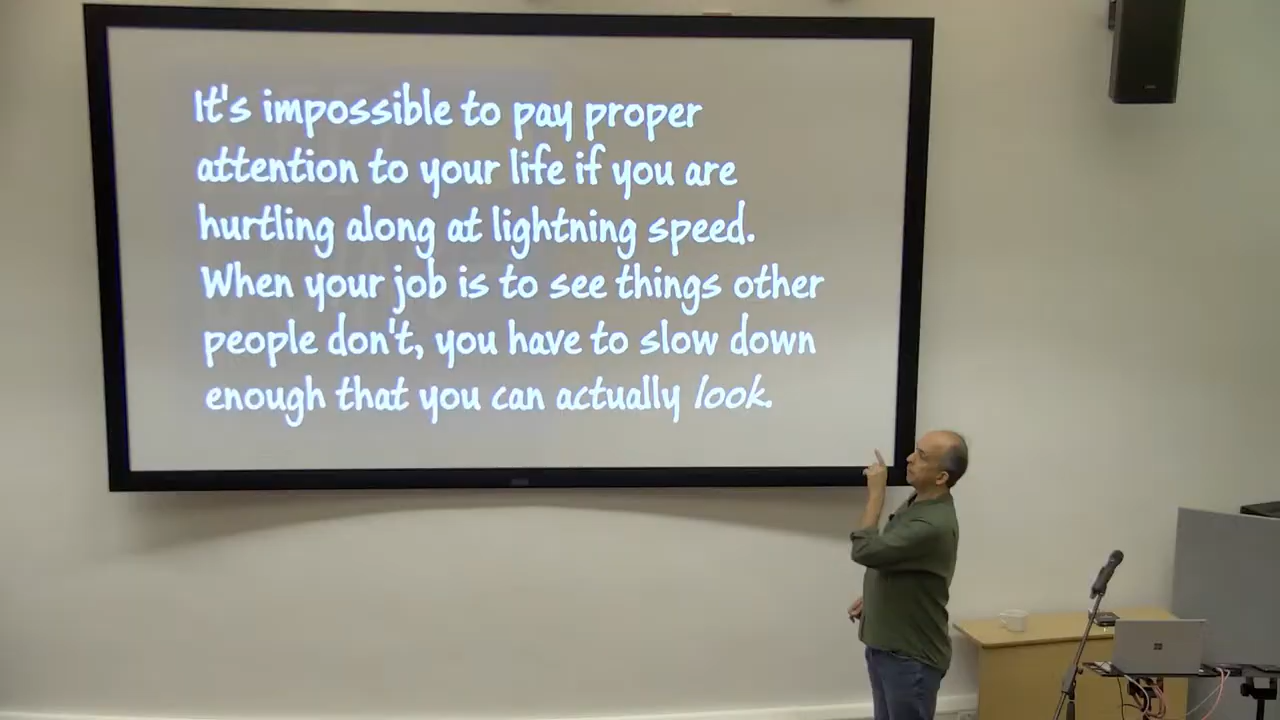 It's impossible to pay proper
attention to your life if you are
hurtling along at lightning speed.
When your job is to see things other
people don't, you have to slow down
enough that you can actually look.